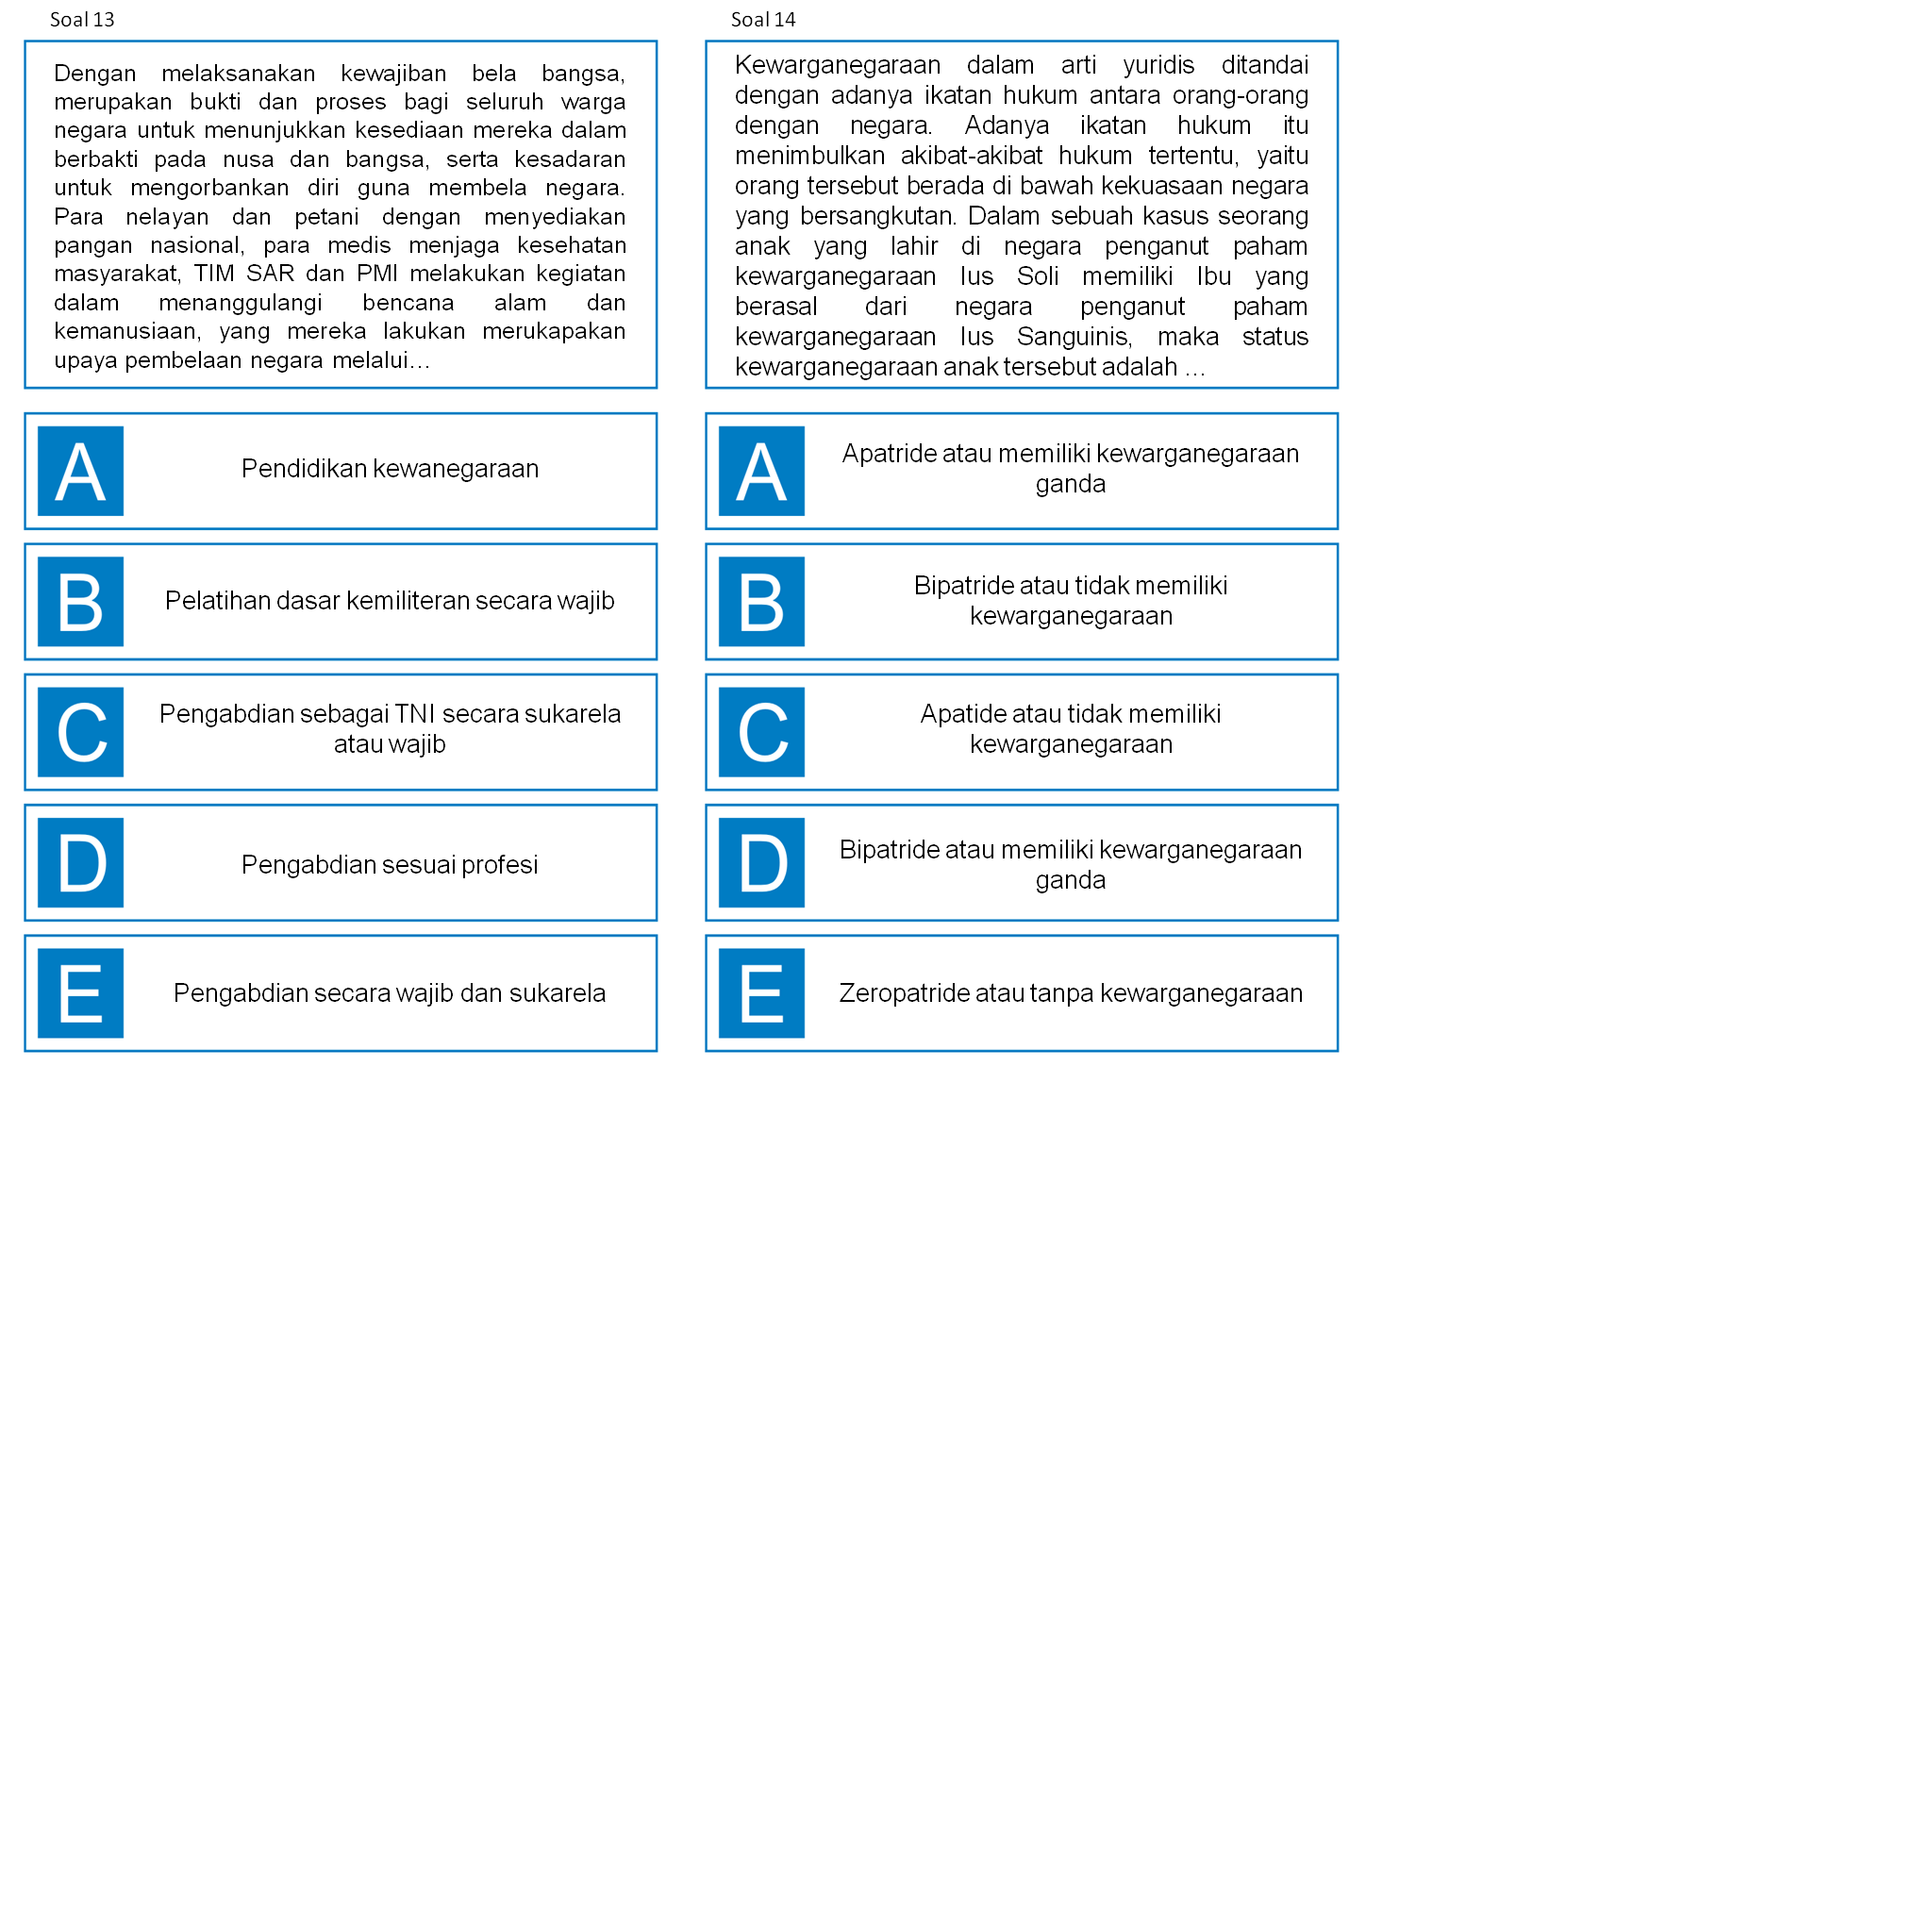 Soal 13
Dengan melaksanakan kewajiban bela bangsa,
merupakan bukti dan proses bagi seluruh warga
negara untuk menunjukkan kesediaan mereka dalam
berbakti pada nusa dan bangsa, serta kesadaran
untuk mengorbankan diri guna membela negara.
Para nelayan dan petani dengan menyediakan
pangan nasional, para medis menjaga kesehatan
masyarakat, TIM SAR dan PMI melakukan kegiatan
dalam menanggulangi bencana alam dan
kemanusiaan, yang mereka lakukan merukapakan
upaya pembelaan negara melalui...
A
Pendidikan kewanegaraan
B
Pelatihan dasar kemiliteran secara wajib
C
Pengabdian sebagai TNI secara sukarela
atau wajib
D
Pengabdian sesuai profesi
E
Pengabdian secara wajib dan sukarela
Soal 14
Kewarganegaraan dalam arti yuridis ditandai
dengan adanya ikatan hukum antara orang-orang
dengan negara. Adanya ikatan hukum itu
menimbulkan akibat-akibat hukum tertentu, yaitu
orang tersebut berada di bawah kekuasaan negara
yang bersangkutan. Dalam sebuah kasus seorang
anak yang lahir di negara penganut paham
kewarganegaraan Ius Soli memiliki Ibu yang
berasal dari negara penganut paham
kewarganegaraan Ius Sanguinis, maka status
kewarganegaraan anak tersebut adalah ...
A
Apatride atau memiliki kewarganegaraan
ganda
B
Bipatride atau tidak memiliki
kewarganegaraan
C
Apatide atau tidak memiliki
kewarganegaraan
D
Bipatride atau memiliki kewarganegaraan
ganda
E
Zeropatride atau tanpa kewarganegaraan